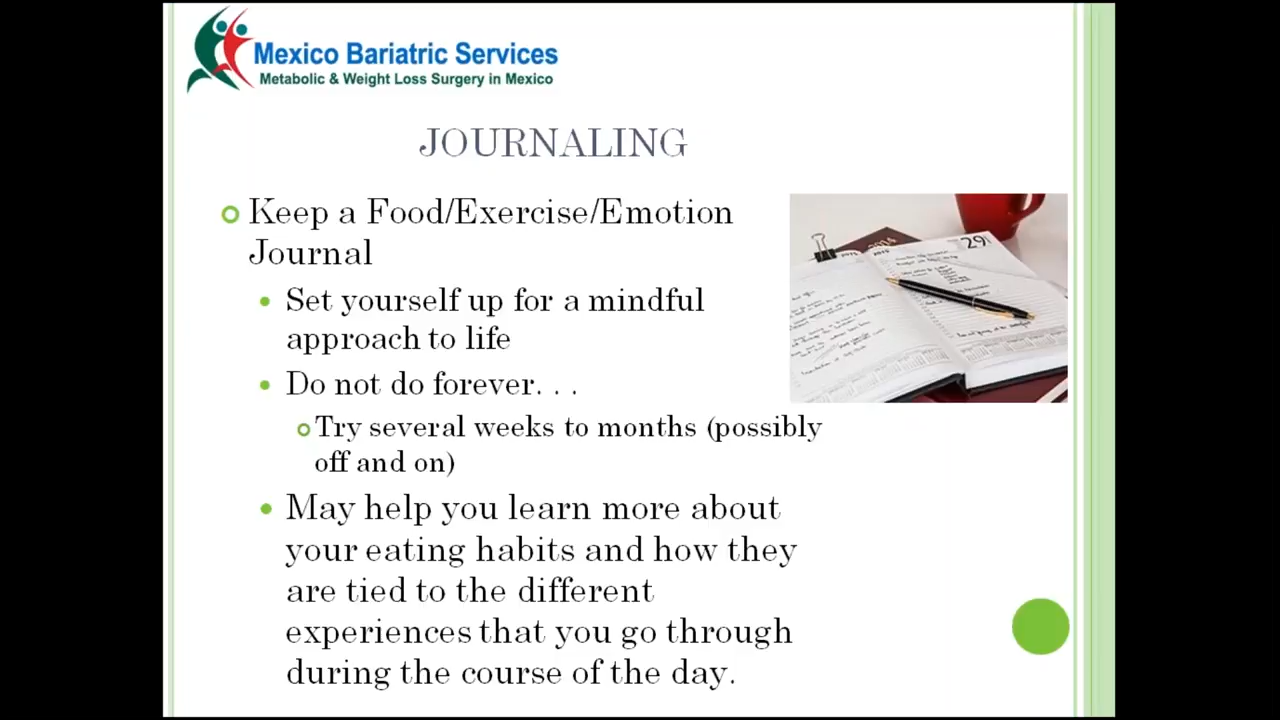 Mexico Bariatric Services
Metabolic & Weight Loss Surgery in Mexico
JOURNALING
Keep a Food/Exercise/Emotion
Journal
Set yourself up for a mindful
approach to life
Do not do forever. . .
Try several weeks to months (possibly
off and on)
May help you learn more about
your eating habits and how they
are tied to the different
experiences that you go through
during the course of the day.
29